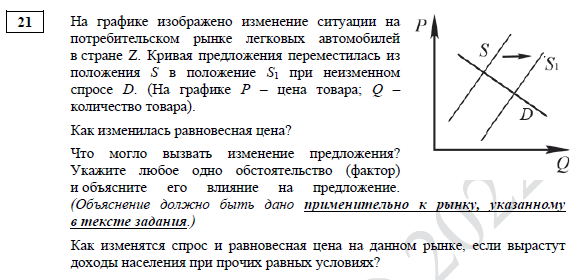 21
На графике изображено изменение ситуации на
потребительском рынке легковых автомобилей
в стране Z. Кривая предложения переместилась из
положения S в положение S₁ при неизменном
спросе D. (На графике P – цена товара; Q –
количество товара).
Как изменилась равновесная цена?
Что могло вызвать изменение предложения?
Укажите любое одно обстоятельство (фактор)
и объясните его влияние на предложение.
(Объяснение должно быть дано применительно к рынку, указанному
в тексте задания.)
Как изменятся спрос и равновесная цена на данном рынке, если вырастут
доходы населения при прочих равных условиях?
P
S
S₁
D
Q